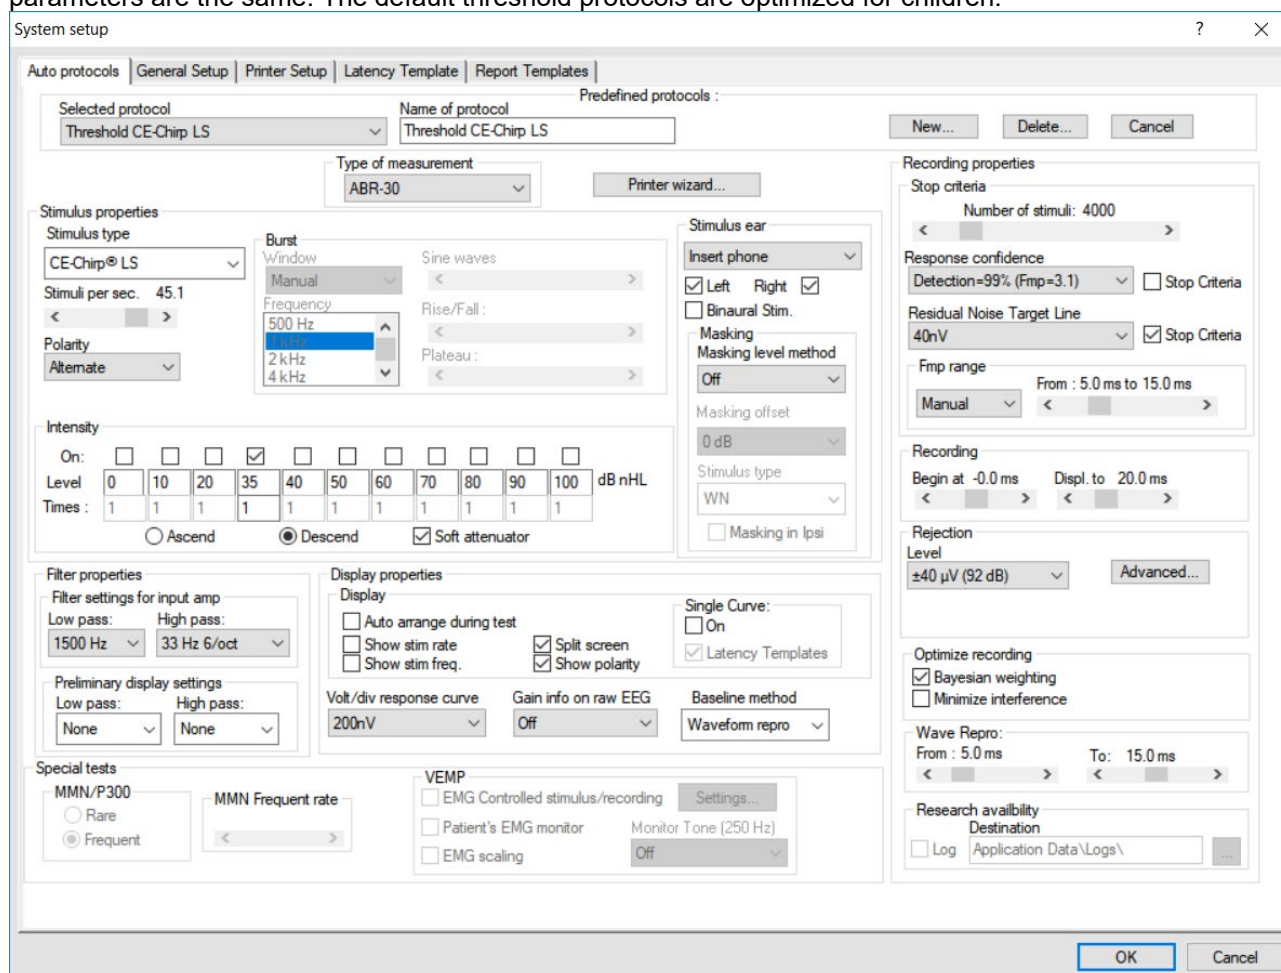 parameters are the same. The default threshold protocols are optimized for children.
System setup ?
Auto protocols General Setup Printer Setup Latency Template Report Templates
Predefined protocols :
Selected protocol Name of protocol
Threshold CE-Chirp LS Threshold CE-Chirp LS New... Delete... Cancel
Type of measurement
ABR-30 Printer wizard...
Stimulus properties
Stimulus type
CE-Chirp® LS
Stimuli per sec. 45.1
Polarity
Alternate
Burst
Window
Manual
Frequency
500 Hz
1 kHz
2 kHz
4 kHz
Sine waves
Rise/Fall :
Plateau :
Intensity
On:
Level 0 10 20 35 40 50 60 70 80 90 100 dB nHL
Times : 1 1 1 1 1 1 1 1 1 1 1
Ascend Descend Soft attenuator
Stimulus ear
Insert phone
Left Right
Binaural Stim.
Masking
Masking level method
Off
Masking offset
0 dB
Stimulus type
WN
Masking in Ipsi
Filter properties
Filter settings for input amp
Low pass: High pass:
1500 Hz 33 Hz 6/oct
Preliminary display settings
Low pass: High pass:
None None
Display properties
Display
Auto arrange during test
Show stim rate Split screen
Show stim freq. Show polarity
Single Curve:
On
Latency Templates
Volt/div response curve Gain info on raw EEG Baseline method
200nV Off Waveform repro
Special tests
MMN/P300
Rare
Frequent
MMN Frequent rate
VEMP
EMG Controlled stimulus/recording Settings...
Patient's EMG monitor Monitor Tone (250 Hz)
EMG scaling Off
Recording properties
Stop criteria
Number of stimuli: 4000
Response confidence
Detection=99% (Fmp=3.1) Stop Criteria
Residual Noise Target Line
40nV Stop Criteria
Fmp range
From : 5.0 ms to 15.0 ms
Manual
Recording
Begin at -0.0 ms Displ. to 20.0 ms
Rejection
Level
±40 µV (92 dB) Advanced...
Optimize recording
Bayesian weighting
Minimize interference
Wave Repro:
From : 5.0 ms To: 15.0 ms
Research availbility
Destination
Log Application Data\Logs\ ...
OK Cancel